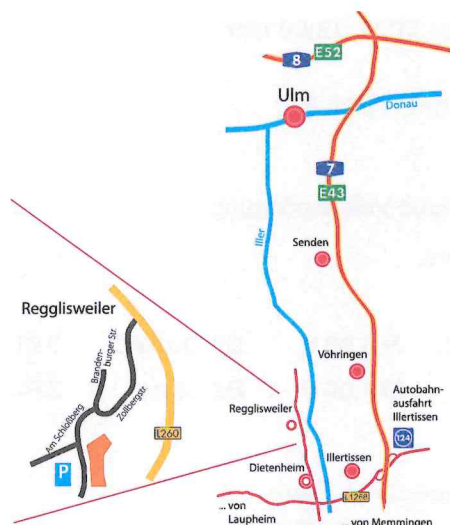 8
E52
Ulm
Donau
7
E43
Iller
Senden
Regglisweiler
Branden-
burger Str.
Zollbergstr.
Am Schloßberg
L260
P
Vöhringen
Autobahn-
ausfahrt
Illertissen
124
Regglisweiler
Illertissen
Dietenheim
L1268
... von
Laupheim
von Memmingen